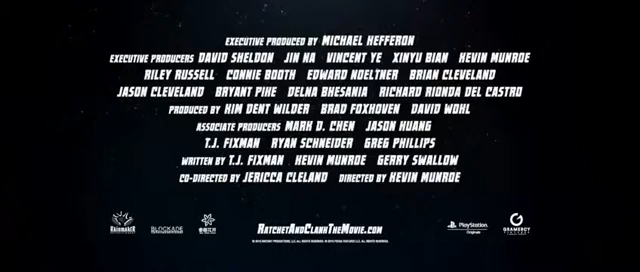 EXECUTIVE PRODUCED BY MICHAEL HEFFERON
EXECUTIVE PRODUCERS DAVID SHELDON JIN NA VINCENT YE XINYU BIAN KEVIN MUNROE
RILEY RUSSELL CONNIE BOOTH EDWARD NOELTNER BRIAN CLEVELAND
JASON CLEVELAND BRYANT PIKE DELNA BHESANIA RICHARD RIONDA DEL CASTRO
PRODUCED BY KIM DENT WILDER BRAD FOXHOVEN DAVID WOHL
ASSOCIATE PRODUCERS MARK D. CHEN JASON HUANG
T.J. FIXMAN RYAN SCHNEIDER GREG PHILLIPS
WRITTEN BY T.J. FIXMAN KEVIN MUNROE GERRY SWALLOW
CO-DIRECTED BY JERICCA CLELAND DIRECTED BY KEVIN MUNROE
RAINMAKER
BLOCKADE
RATCHETANDCLANKTHEMOVIE.COM
PlayStation
Originals
GRAMERCY
PICTURES